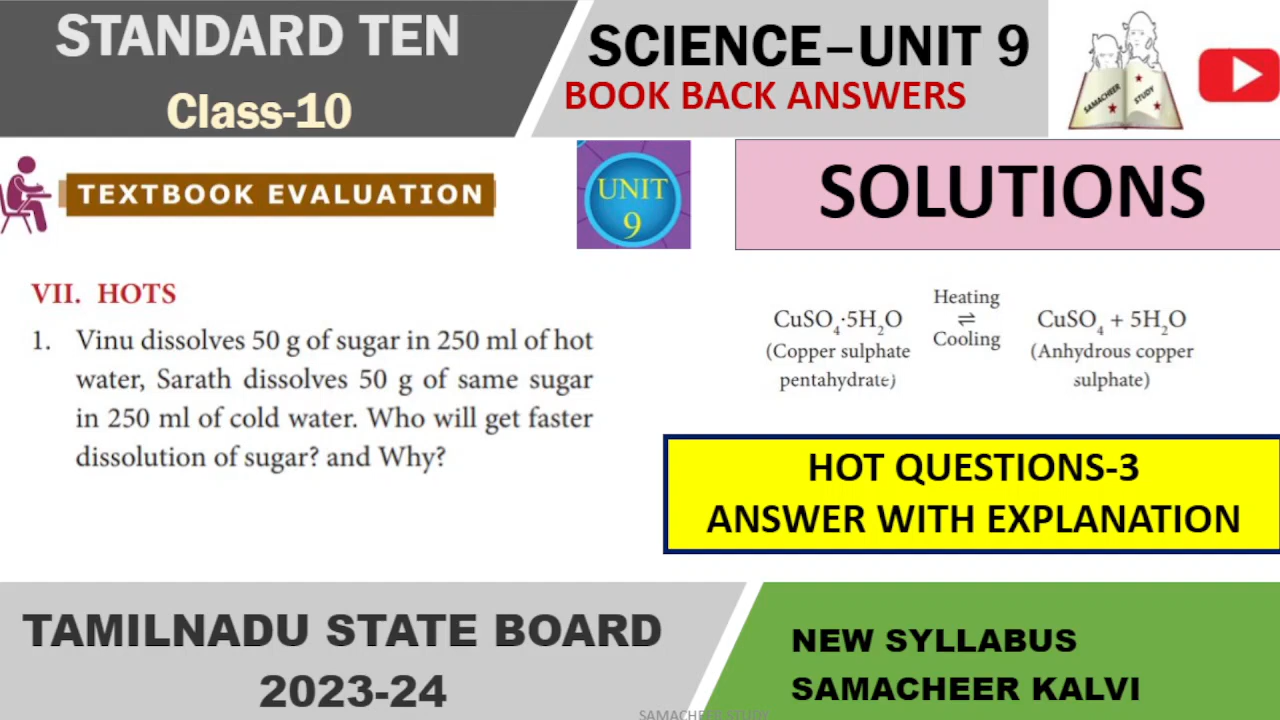 STANDARD TEN
Class-10
SCIENCE–UNIT 9
BOOK BACK ANSWERS
SAMACHEER
STUDY
TEXTBOOK EVALUATION
UNIT
9
SOLUTIONS
VII. HOTS
1. Vinu dissolves 50 g of sugar in 250 ml of hot
water, Sarath dissolves 50 g of same sugar
in 250 ml of cold water. Who will get faster
dissolution of sugar? and Why?
Heating
CuSO₄·5H₂O ⇌ CuSO₄ + 5H₂O
Cooling
(Copper sulphate
pentahydrate)
(Anhydrous copper
sulphate)
HOT QUESTIONS-3
ANSWER WITH EXPLANATION
TAMILNADU STATE BOARD
2023-24
NEW SYLLABUS
SAMACHEER KALVI
SAMACHEER STUDY